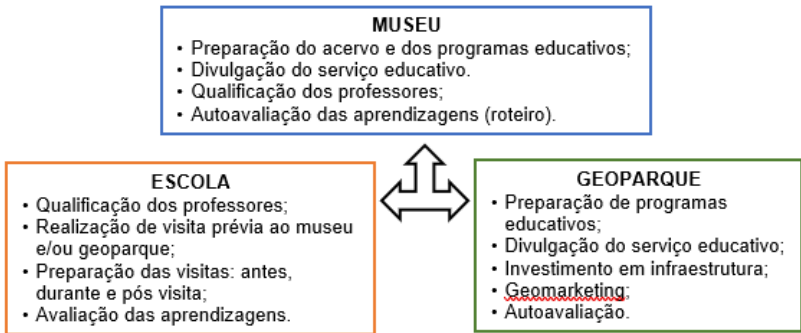 MUSEU
• Preparação do acervo e dos programas educativos;
• Divulgação do serviço educativo.
• Qualificação dos professores;
• Autoavaliação das aprendizagens (roteiro).
ESCOLA
• Qualificação dos professores;
• Realização de visita prévia ao museu
e/ou geoparque;
• Preparação das visitas: antes,
durante e pós visita;
• Avaliação das aprendizagens.
GEOPARQUE
• Preparação de programas
educativos;
• Divulgação do serviço educativo;
• Investimento em infraestrutura;
• Geomarketing;
• Autoavaliação.